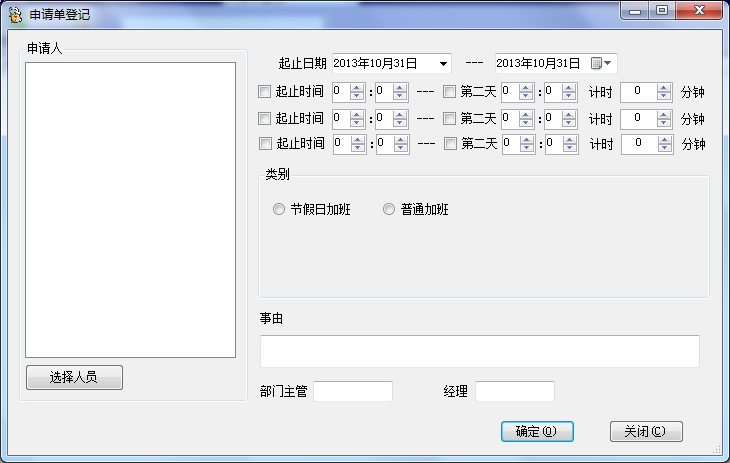 申请单登记
申请人
起止日期 2013年10月31日 --- 2013年10月31日
起止时间 0 : 0 --- 第二天 0 : 0 计时 0 分钟
起止时间 0 : 0 --- 第二天 0 : 0 计时 0 分钟
起止时间 0 : 0 --- 第二天 0 : 0 计时 0 分钟
类别
节假日加班 普通加班
事由
选择人员
部门主管 经理
确定(O) 关闭(C)